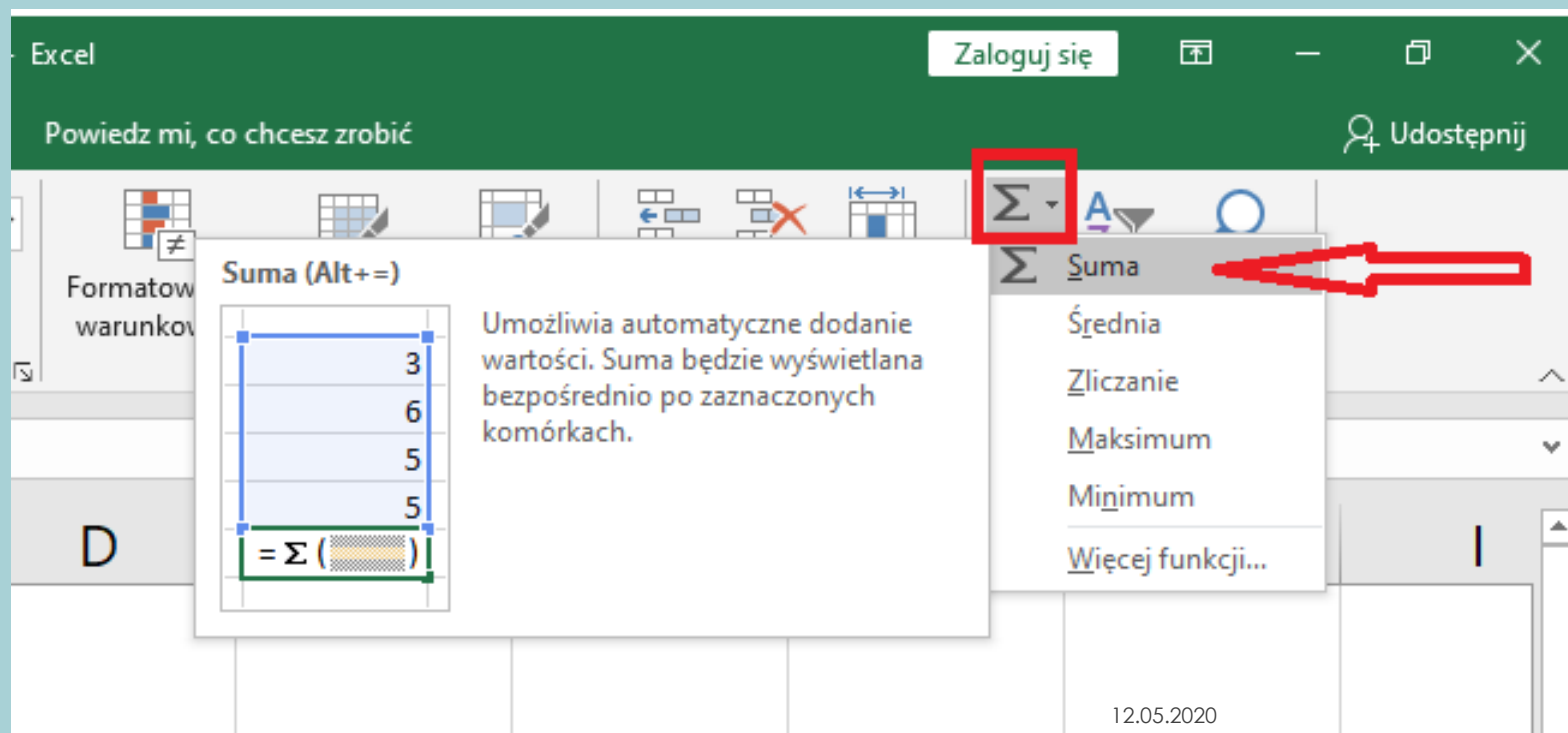 Excel
Zaloguj się
Powiedz mi, co chcesz zrobić
Udostępnij
Formatow
warunkow
Suma (Alt+=)
3
6
5
5
= Σ ( )
Umożliwia automatyczne dodanie
wartości. Suma będzie wyświetlana
bezpośrednio po zaznaczonych
komórkach.
Σ
A
Σ Suma
Średnia
Zliczanie
Maksimum
Minimum
Więcej funkcji...
D
I
12.05.2020